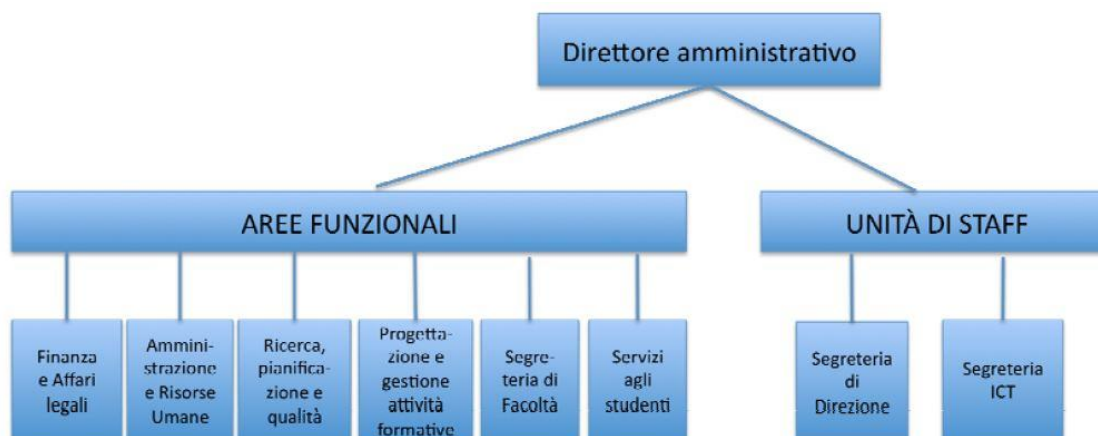 Direttore amministrativo
AREE FUNZIONALI
UNITÀ DI STAFF
Finanza
e Affari
legali
Ammini-
strazione
e Risorse
Umane
Ricerca,
pianifica-
zione e
qualità
Progetta-
zione e
gestione
attività
formative
Segre-
teria di
Facoltà
Servizi
agli
studenti
Segreteria
di
Direzione
Segreteria
ICT